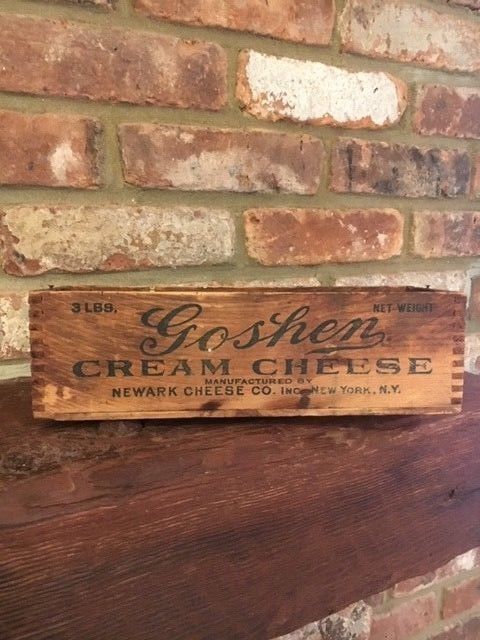 3 LBS, NET WEIGHT
Goshen
CREAM CHEESE
MANUFACTURED BY
NEWARK CHEESE CO. INC. NEW YORK, N.Y.